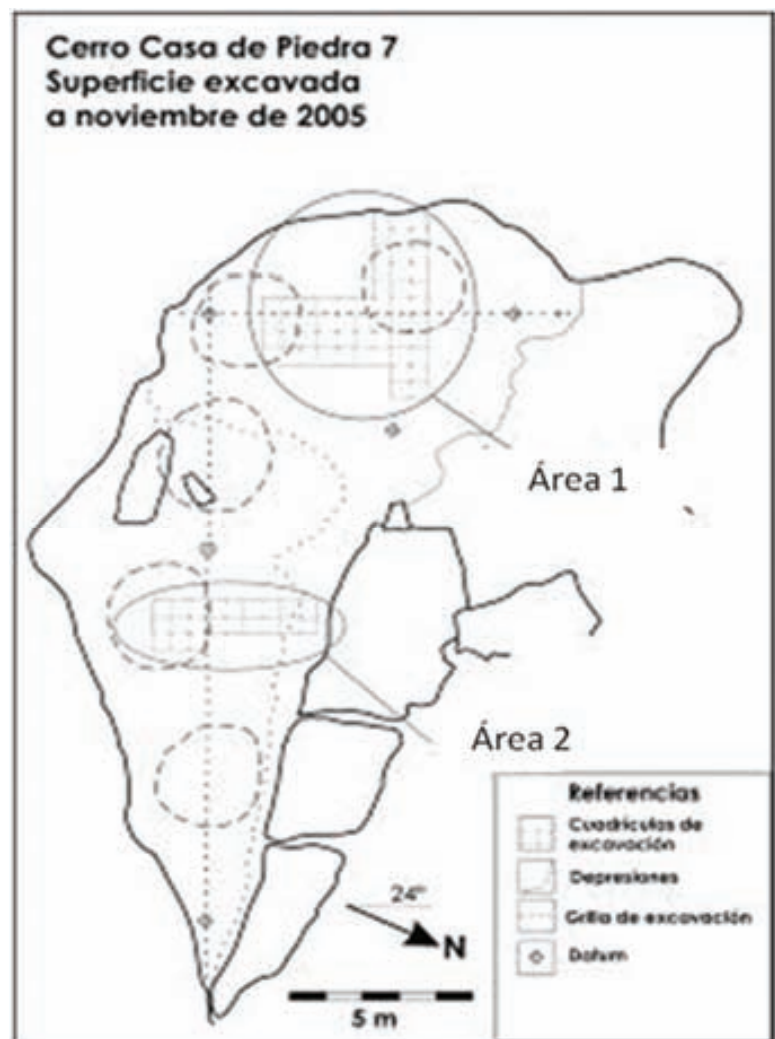 Cerro Casa de Piedra 7
Superficie excavada
a noviembre de 2005
Área 1
Área 2
24º
N
5 m
Referencias
Cuadrículas de
excavación
Depresiones
Grilla de excavación
Datum